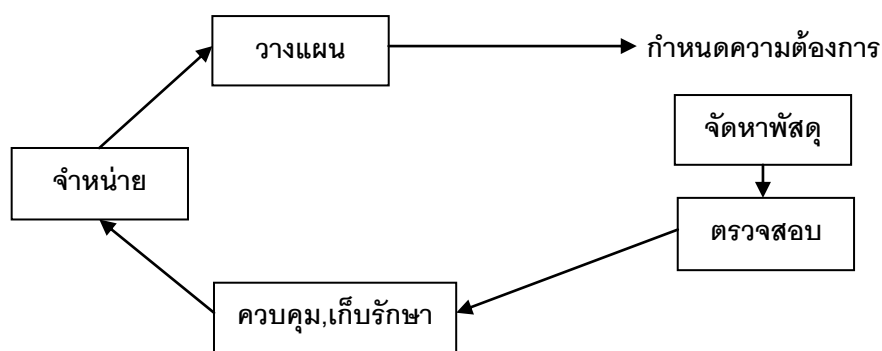 วางแผน
กำหนดความต้องการ
จัดหาพัสดุ
จำหน่าย
ตรวจสอบ
ควบคุม,เก็บรักษา